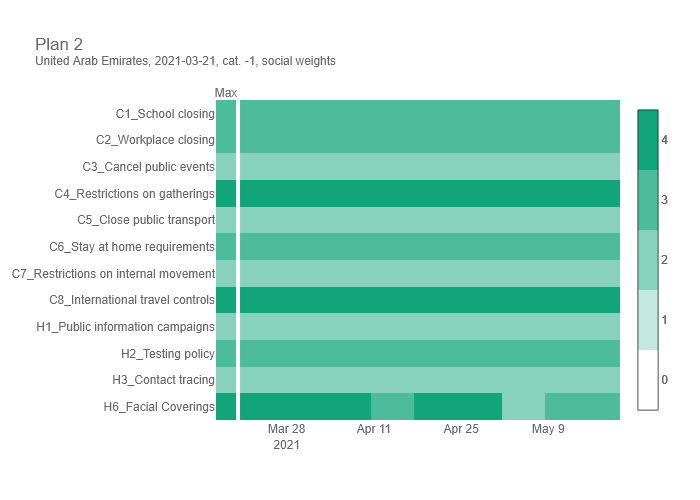 Plan 2
United Arab Emirates, 2021-03-21, cat. -1, social weights
Max
C1_School closing
C2_Workplace closing
C3_Cancel public events
C4_Restrictions on gatherings
C5_Close public transport
C6_Stay at home requirements
C7_Restrictions on internal movement
C8_International travel controls
H1_Public information campaigns
H2_Testing policy
H3_Contact tracing
H6_Facial Coverings
Mar 28 Apr 11 Apr 25 May 9
2021
4
3
2
1
0